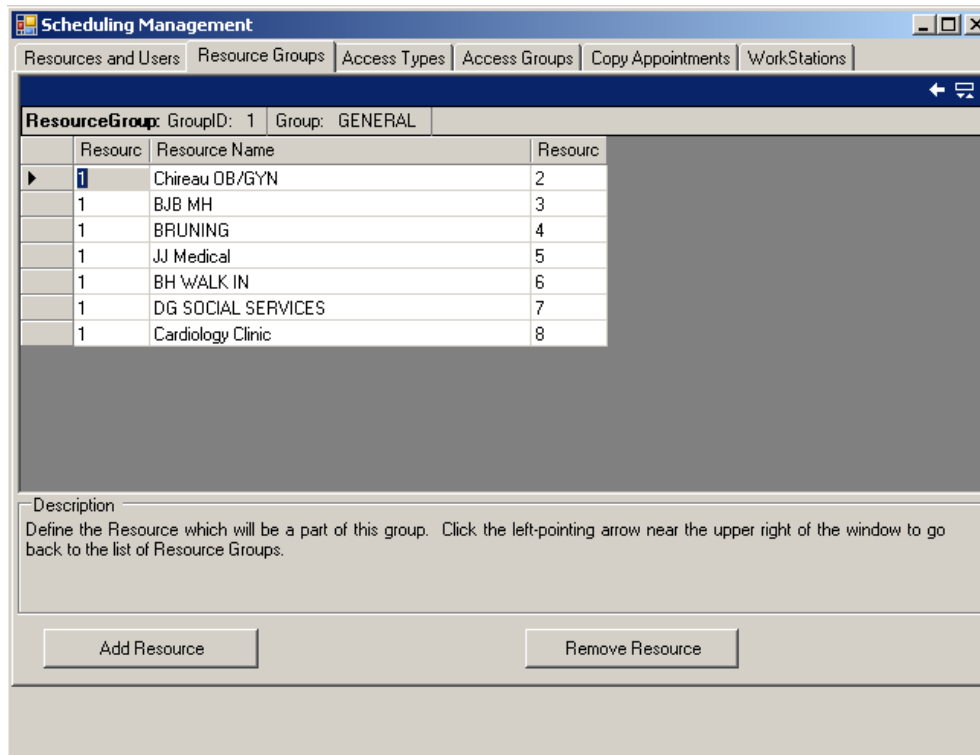 Scheduling Management
Resources and Users Resource Groups Access Types Access Groups Copy Appointments WorkStations
ResourceGroup: GroupID: 1 Group: GENERAL
Resourc Resource Name Resourc
1 Chireau OB/GYN 2
1 BJB MH 3
1 BRUNING 4
1 JJ Medical 5
1 BH WALK IN 6
1 DG SOCIAL SERVICES 7
1 Cardiology Clinic 8
Description
Define the Resource which will be a part of this group. Click the left-pointing arrow near the upper right of the window to go
back to the list of Resource Groups.
Add Resource Remove Resource